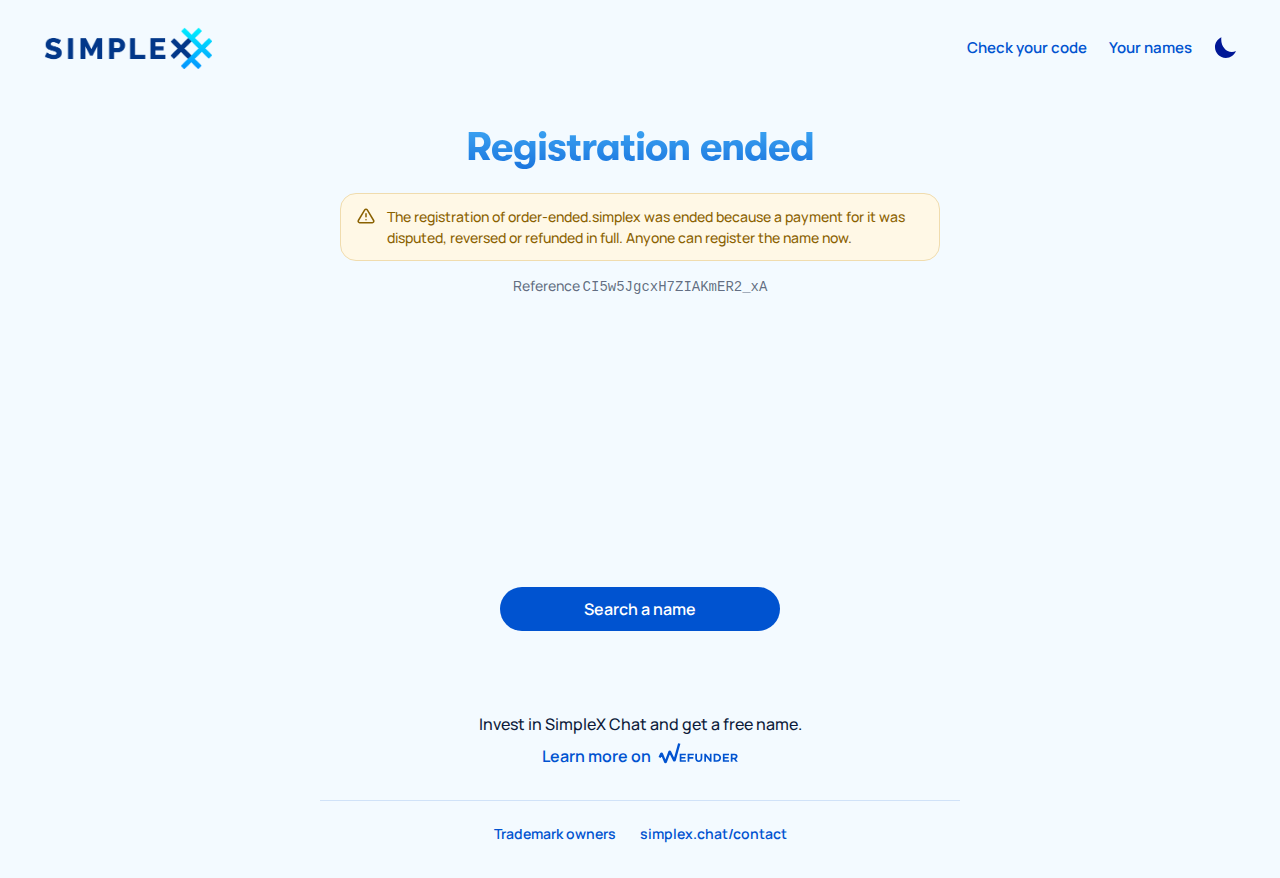 SIMPLEX
Check your code
Your names
Registration ended
The registration of order-ended.simplex was ended because a payment for it was
disputed, reversed or refunded in full. Anyone can register the name now.
Reference CI5w5JgcxH7ZIAKmER2_xA
Search a name
Invest in SimpleX Chat and get a free name.
Learn more on WEFUNDER
Trademark owners
simplex.chat/contact